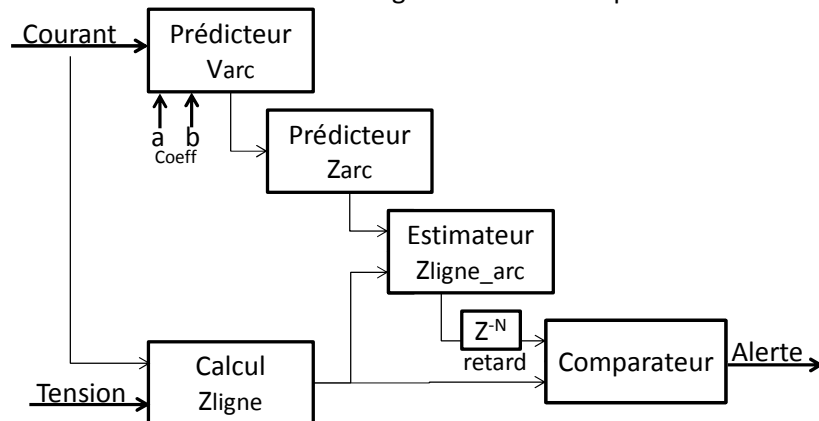 Courant
Prédicteur
Varc
a b
Coeff
Prédicteur
Zarc
Estimateur
Zligne_arc
Z-N
retard
Calcul
Zligne
Tension
Comparateur
Alerte